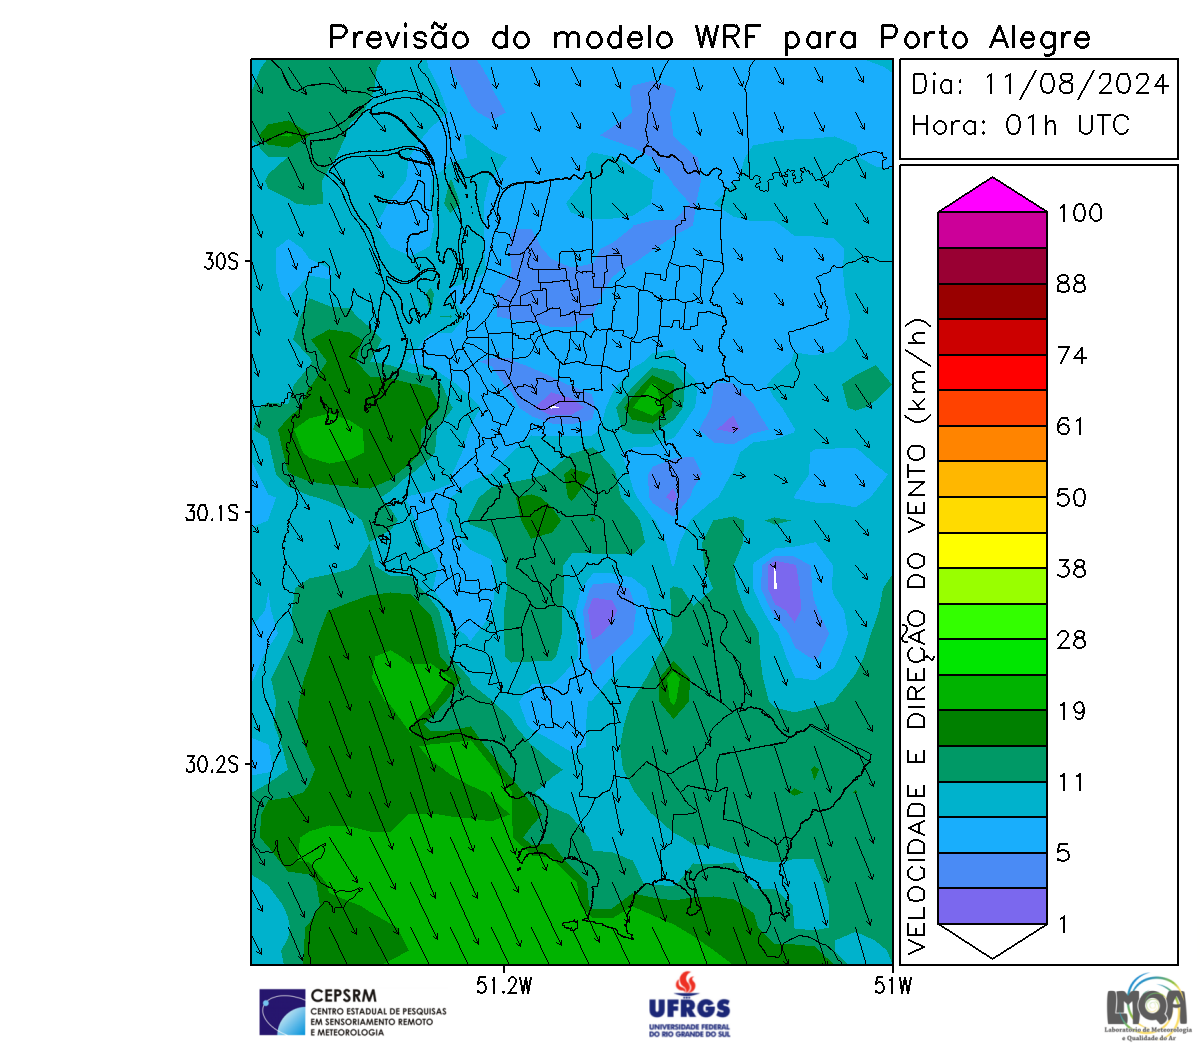 Previsão do modelo WRF para Porto Alegre
Dia: 11/08/2024
Hora: 01h UTC
30S
30.1S
30.2S
51.2W
51W
VELOCIDADE E DIREÇÃO DO VENTO (km/h)
100
88
74
61
50
38
28
19
11
5
1
CEPSRM
CENTRO ESTADUAL DE PESQUISAS
EM SENSORIAMENTO REMOTO
E METEOROLOGIA
UFRGS
UNIVERSIDADE FEDERAL
DO RIO GRANDE DO SUL
LMQA
Laboratório de Meteorologia
e Qualidade do Ar